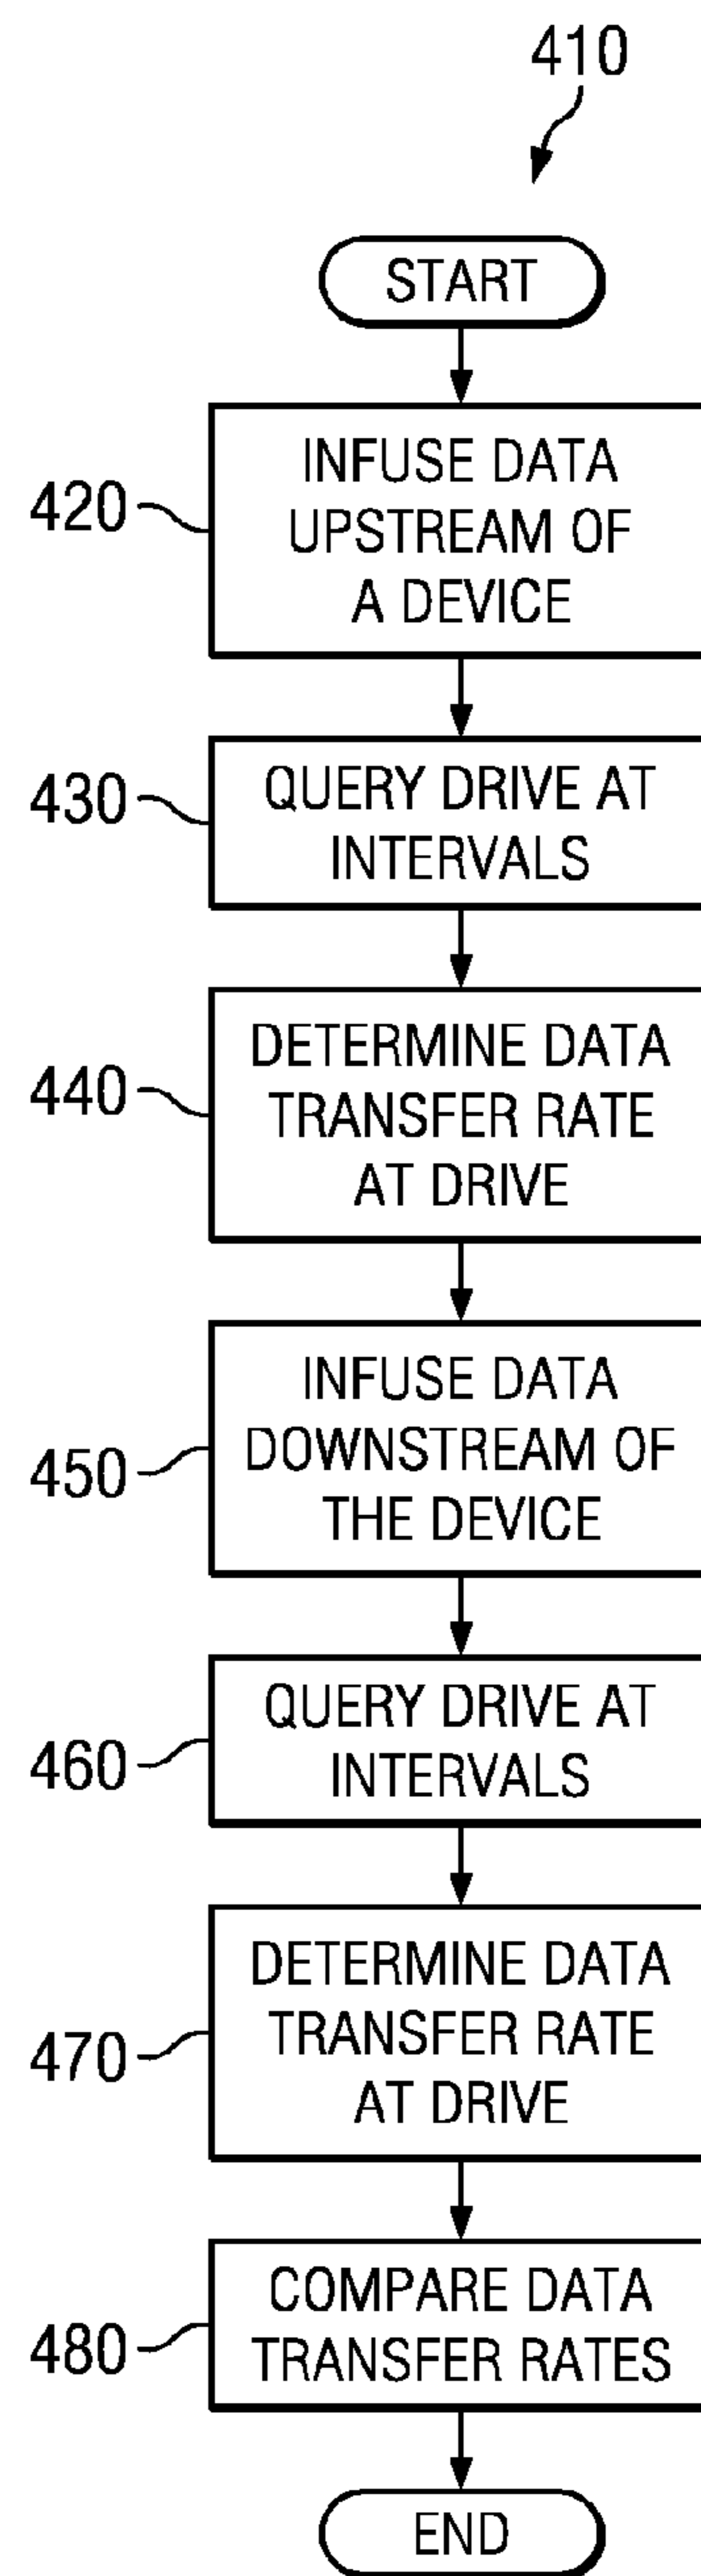 410
START
420
INFUSE DATA
UPSTREAM OF
A DEVICE
430
QUERY DRIVE AT
INTERVALS
440
DETERMINE DATA
TRANSFER RATE
AT DRIVE
450
INFUSE DATA
DOWNSTREAM OF
THE DEVICE
460
QUERY DRIVE AT
INTERVALS
470
DETERMINE DATA
TRANSFER RATE
AT DRIVE
480
COMPARE DATA
TRANSFER RATES
END